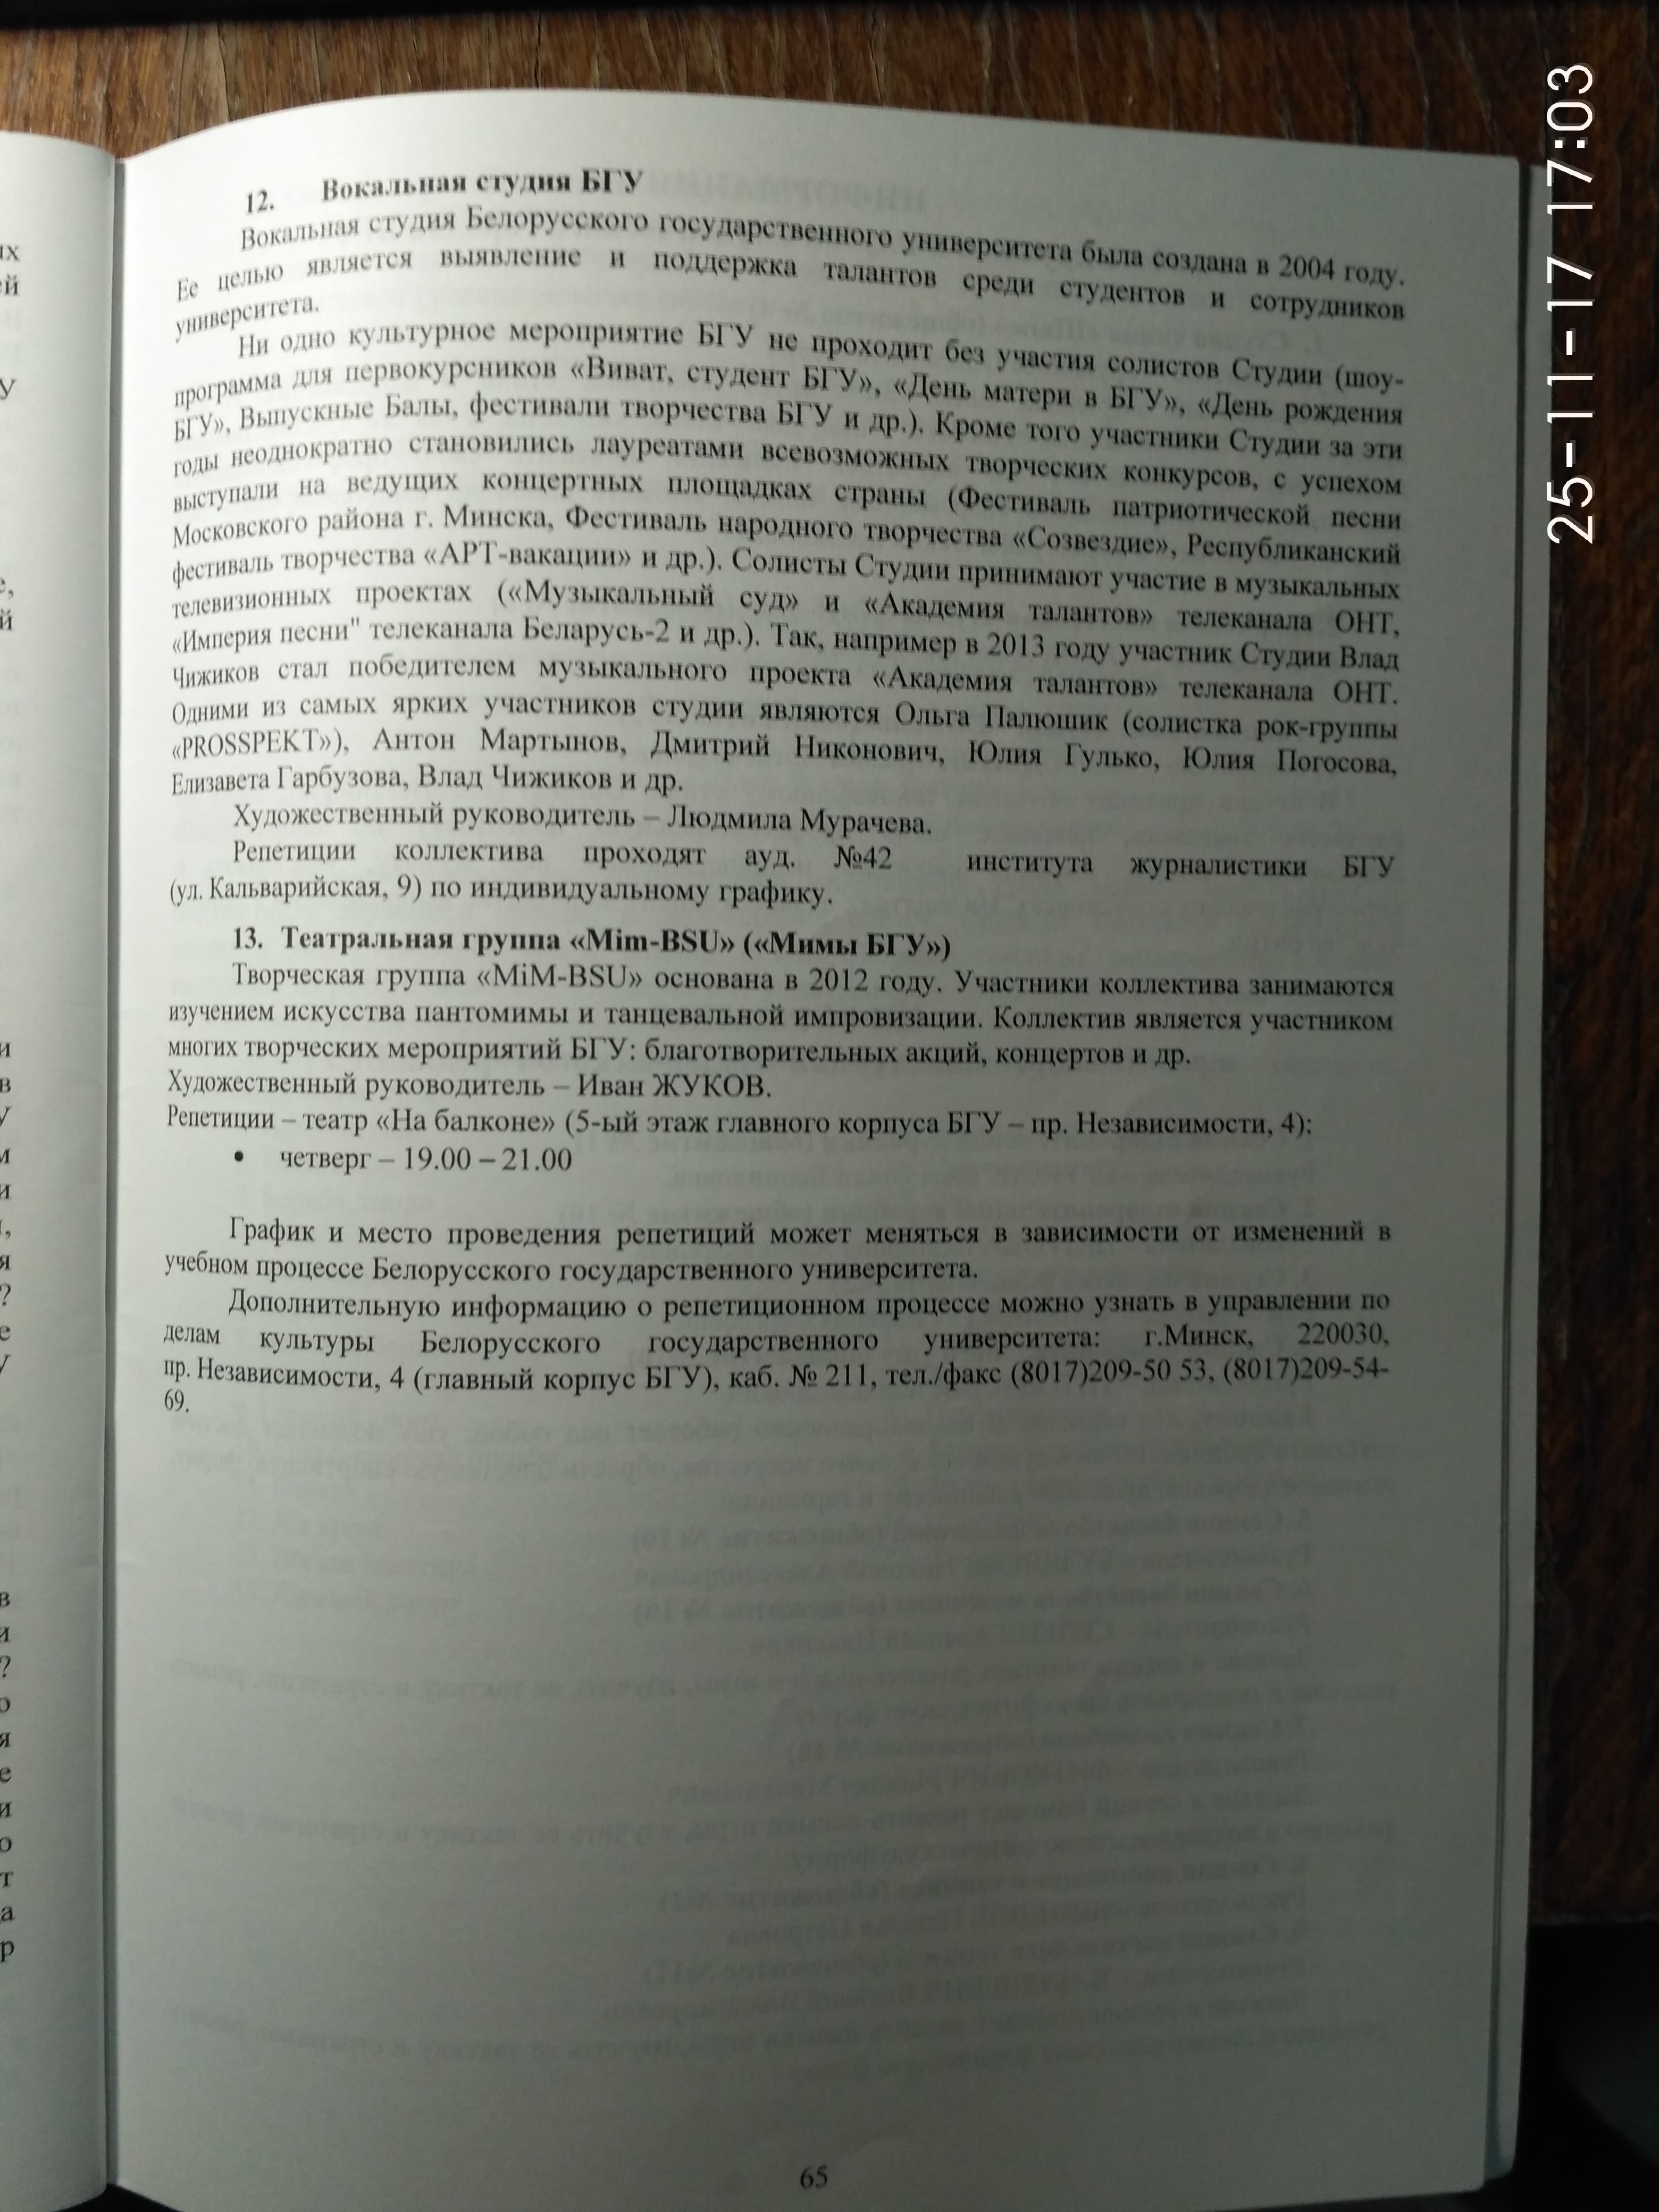 12. Вокальная студия БГУ
Вокальная студия Белорусского государственного университета была создана в 2004 году.
Ее целью является выявление и поддержка талантов среди студентов и сотрудников
университета.
Ни одно культурное мероприятие БГУ не проходит без участия солистов Студии (шоу-
программа для первокурсников «Виват, студент БГУ», «День матери в БГУ», «День рождения
БГУ», Выпускные Балы, фестивали творчества БГУ и др.). Кроме того участники Студии за эти
годы неоднократно становились лауреатами всевозможных творческих конкурсов, с успехом
выступали на ведущих концертных площадках страны (Фестиваль патриотической песни
Московского района г. Минска, Фестиваль народного творчества «Созвездие», Республиканский
фестиваль творчества «АРТ-вакации» и др.). Солисты Студии принимают участие в музыкальных
телевизионных проектах («Музыкальный суд» и «Академия талантов» телеканала ОНТ,
«Империя песни" телеканала Беларусь-2 и др.). Так, например в 2013 году участник Студии Влад
Чижиков стал победителем музыкального проекта «Академия талантов» телеканала ОНТ.
Одними из самых ярких участников студии являются Ольга Палюшик (солистка рок-группы
«PROSSPEKT»), Антон Мартынов, Дмитрий Никонович, Юлия Гулько, Юлия Погосова,
Елизавета Гарбузова, Влад Чижиков и др.
Художественный руководитель – Людмила Мурачева.
Репетиции коллектива проходят ауд. №42 института журналистики БГУ
(ул. Кальварийская, 9) по индивидуальному графику.
13. Театральная группа «Mim-BSU» («Мимы БГУ»)
Творческая группа «MiM-BSU» основана в 2012 году. Участники коллектива занимаются
изучением искусства пантомимы и танцевальной импровизации. Коллектив является участником
многих творческих мероприятий БГУ: благотворительных акций, концертов и др.
Художественный руководитель – Иван ЖУКОВ.
Репетиции – театр «На балконе» (5-ый этаж главного корпуса БГУ – пр. Независимости, 4):
• четверг – 19.00 – 21.00
График и место проведения репетиций может меняться в зависимости от изменений в
учебном процессе Белорусского государственного университета.
Дополнительную информацию о репетиционном процессе можно узнать в управлении по
делам культуры Белорусского государственного университета: г.Минск, 220030,
пр. Независимости, 4 (главный корпус БГУ), каб. № 211, тел./факс (8017)209-50 53, (8017)209-54-
69.
65
25-11-17 17:03